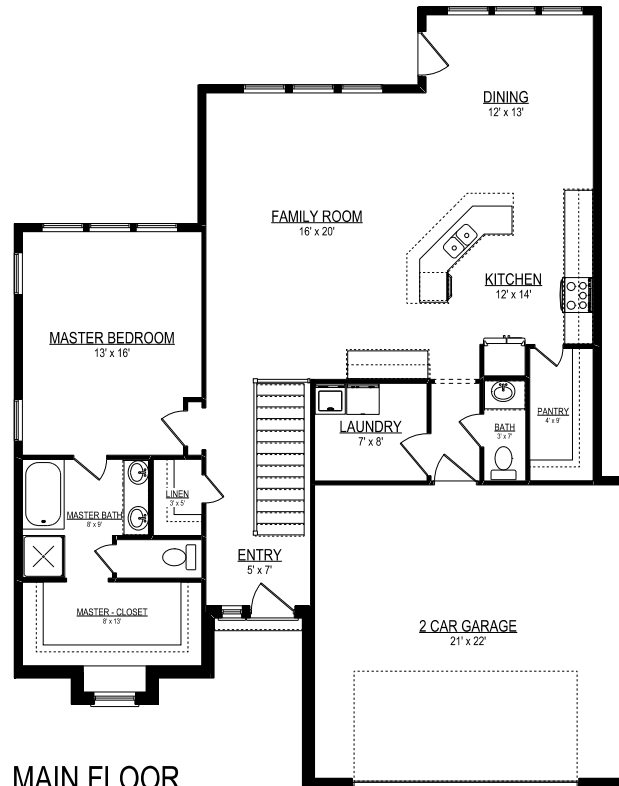 DINING
12' x 13'
FAMILY ROOM
16' x 20'
KITCHEN
12' x 14'
MASTER BEDROOM
13' x 16'
LAUNDRY
7' x 8'
BATH
3' x 7'
PANTRY
4' x 9'
LINEN
3' x 5'
MASTER BATH
8' x 9'
ENTRY
5' x 7'
MASTER - CLOSET
8' x 13'
2 CAR GARAGE
21' x 22'
MAIN FLOOR